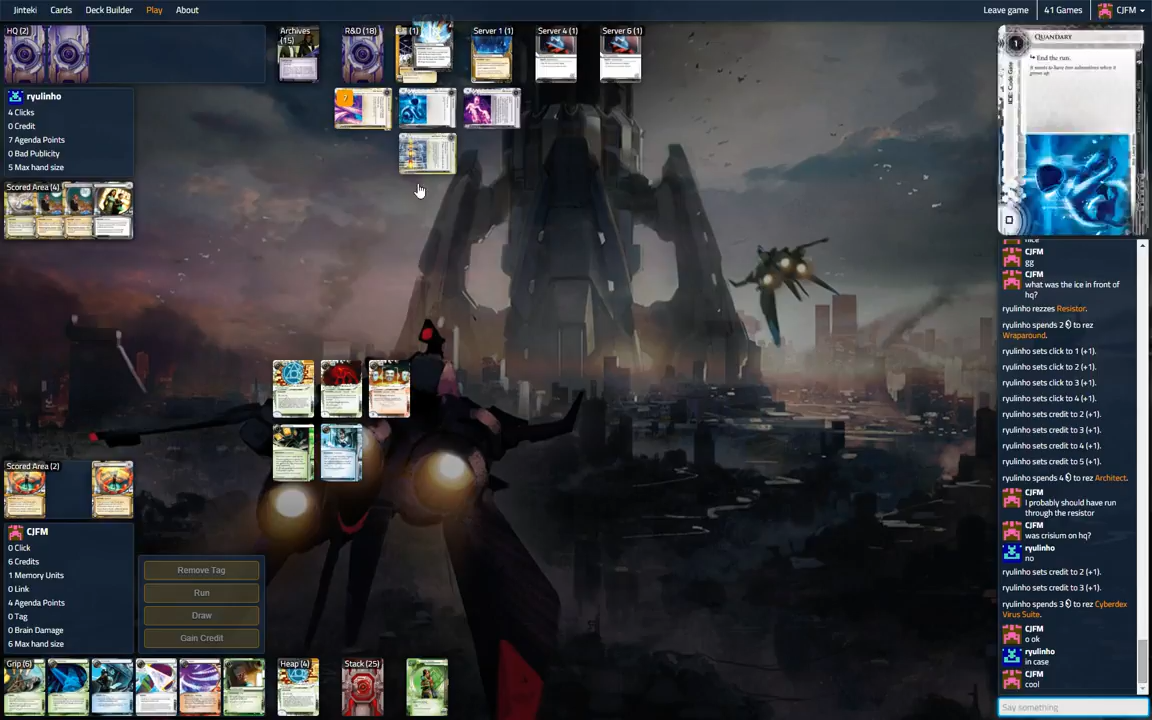 Jinteki Cards Deck Builder Play About
Leave game 41 Games CJFM
HQ (2)
Archives
(15)
R&D (18)
(1)
Server 1 (1)
Server 4 (1)
Server 6 (1)
7
ryulinho
4 Clicks
0 Credit
7 Agenda Points
0 Bad Publicity
5 Max hand size
Scored Area (4)
Scored Area (2)
CJFM
0 Click
6 Credits
1 Memory Units
0 Link
4 Agenda Points
0 Tag
0 Brain Damage
6 Max hand size
Remove Tag
Run
Draw
Gain Credit
Grip (6)
Heap (4)
Stack (25)
1
QUANDARY
End the run.
ICE: Code Gate
nice
CJFM
gg
CJFM
what was the ice in front of
hq?
ryulinho rezzes Resistor.
ryulinho spends 2 to rez
Wraparound.
ryulinho sets click to 1 (+1).
ryulinho sets click to 2 (+1).
ryulinho sets click to 3 (+1).
ryulinho sets click to 4 (+1).
ryulinho sets credit to 2 (+1).
ryulinho sets credit to 3 (+1).
ryulinho sets credit to 4 (+1).
ryulinho sets credit to 5 (+1).
ryulinho spends 4 to rez Architect.
CJFM
I probably should have run
through the resistor
CJFM
was crisium on hq?
ryulinho
no
ryulinho sets credit to 2 (+1).
ryulinho sets credit to 3 (+1).
ryulinho spends 3 to rez Cyberdex
Virus Suite.
CJFM
o ok
ryulinho
in case
CJFM
cool
Say something